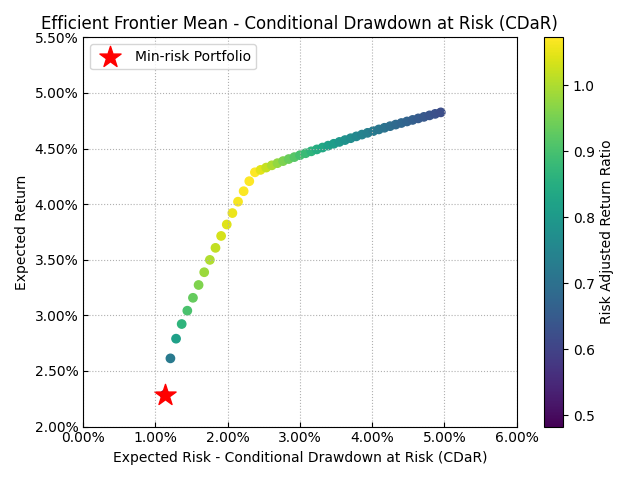 Efficient Frontier Mean - Conditional Drawdown at Risk (CDaR)
Min-risk Portfolio
5.50%
5.00%
4.50%
4.00%
3.50%
3.00%
2.50%
2.00%
Expected Return
0.00% 1.00% 2.00% 3.00% 4.00% 5.00% 6.00%
Expected Risk - Conditional Drawdown at Risk (CDaR)
1.0
0.9
0.8
0.7
0.6
0.5
Risk Adjusted Return Ratio